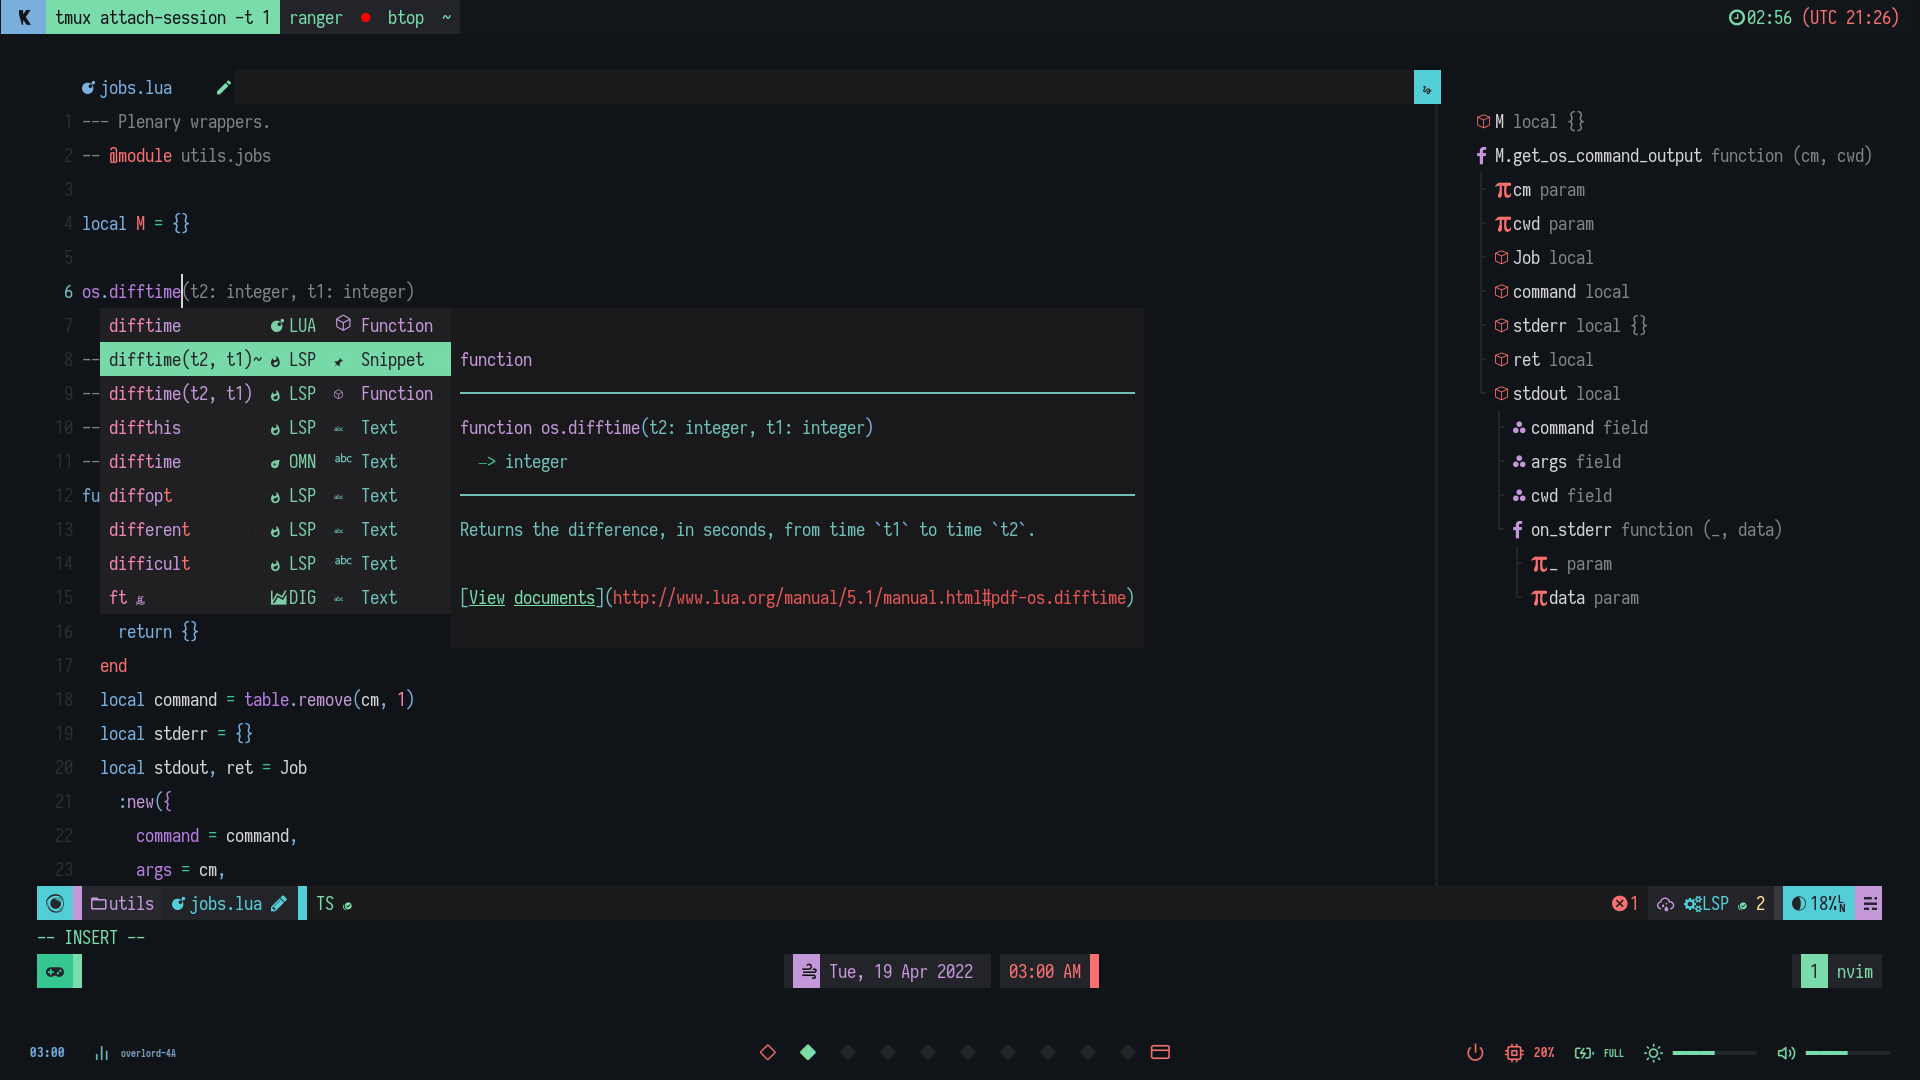 K tmux attach-session -t 1 ranger btop ~ 02:56 (UTC 21:26)
jobs.lua
1 --- Plenary wrappers.
2 -- @module utils.jobs
3
4 local M = {}
5
6 os.difftime(t2: integer, t1: integer)
7
8 --
9 --
10 --
11 --
12 fu
13
14
15
16 return {}
17 end
18 local command = table.remove(cm, 1)
19 local stderr = {}
20 local stdout, ret = Job
21 :new({
22 command = command,
23 args = cm,
difftime LUA Function
difftime(t2, t1)~ LSP Snippet
difftime(t2, t1) LSP Function
diffthis LSP abc Text
difftime OMN abc Text
diffopt LSP abc Text
different LSP abc Text
difficult LSP abc Text
ft DIG abc Text
function
function os.difftime(t2: integer, t1: integer)
-> integer
Returns the difference, in seconds, from time `t1` to time `t2`.
[View documents](http://www.lua.org/manual/5.1/manual.html#pdf-os.difftime)
M local {}
M.get_os_command_output function (cm, cwd)
cm param
cwd param
Job local
command local
stderr local {}
ret local
stdout local
command field
args field
cwd field
on_stderr function (_, data)
_ param
data param
utils jobs.lua TS 1 LSP 2 18% L/N
-- INSERT --
Tue, 19 Apr 2022 03:00 AM 1 nvim
03:00 overlord-4A 20% FULL